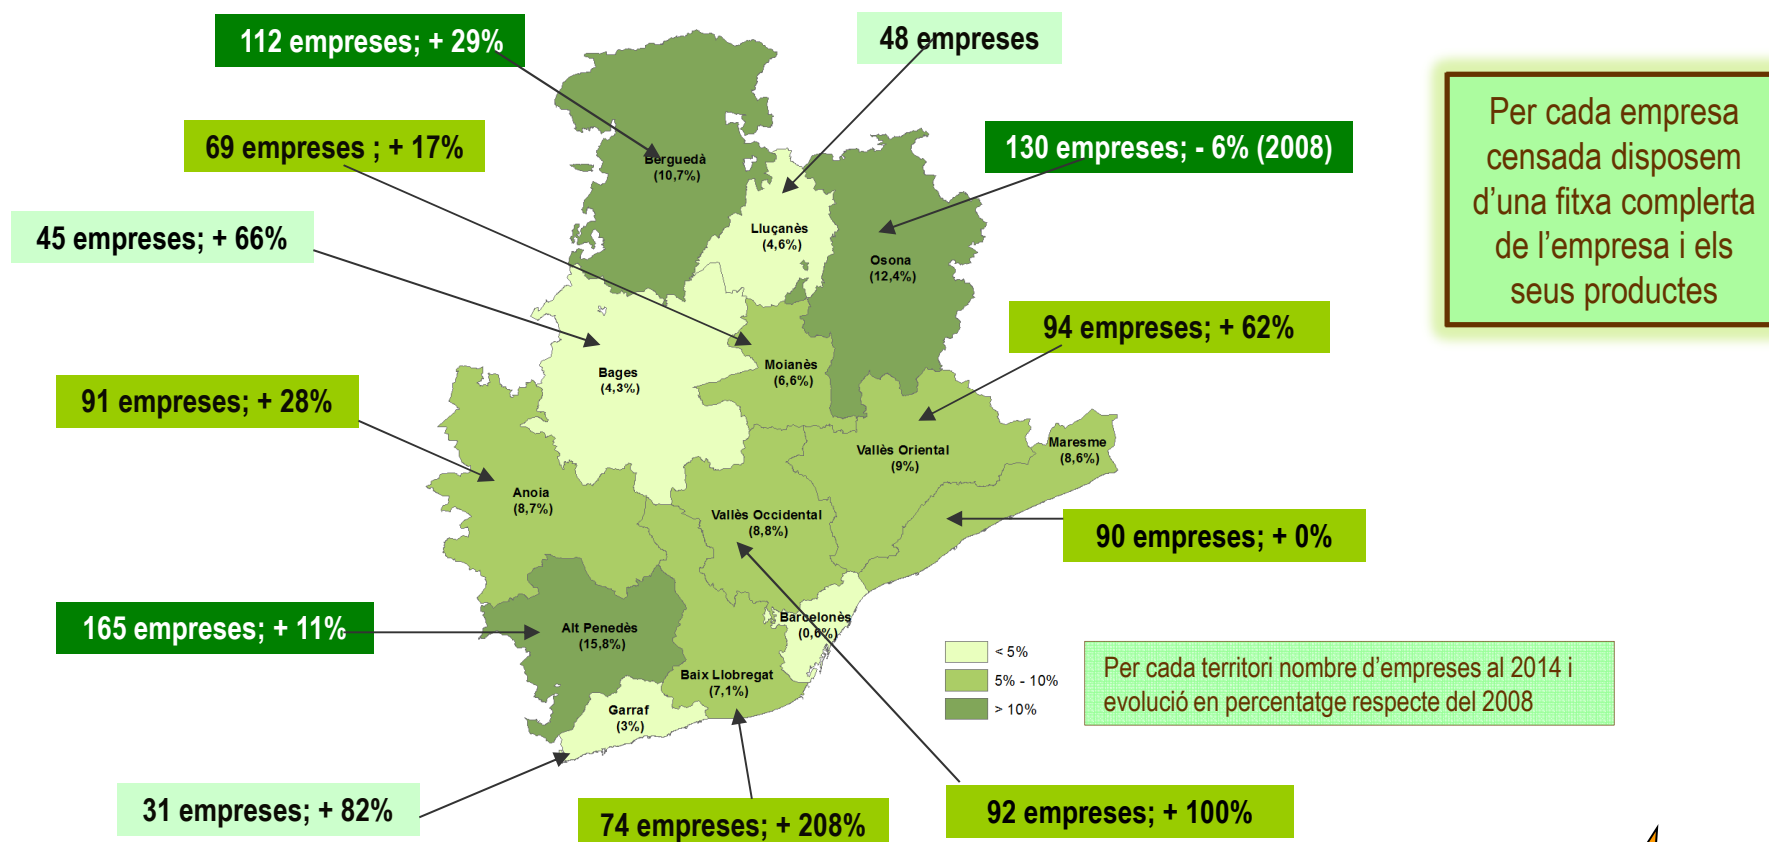 112 empreses; + 29%
48 empreses
69 empreses ; + 17%
130 empreses; - 6% (2008)
Per cada empresa
censada disposem
d'una fitxa complerta
de l'empresa i els
seus productes
45 empreses; + 66%
94 empreses; + 62%
91 empreses; + 28%
90 empreses; + 0%
165 empreses; + 11%
31 empreses; + 82%
74 empreses; + 208%
92 empreses; + 100%
Berguedà
(10,7%)
Lluçanès
(4,6%)
Osona
(12,4%)
Bages
(4,3%)
Moianès
(6,6%)
Vallès Oriental
(9%)
Maresme
(8,6%)
Anoia
(8,7%)
Vallès Occidental
(8,8%)
Alt Penedès
(15,8%)
Barcelonès
(0,6%)
Baix Llobregat
(7,1%)
Garraf
(3%)
< 5%
5% - 10%
> 10%
Per cada territori nombre d'empreses al 2014 i
evolució en percentatge respecte del 2008